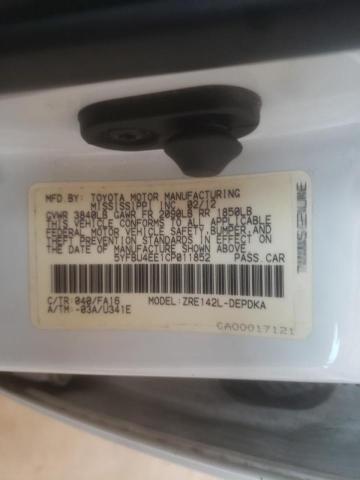 MFD.BY: TOYOTA MOTOR MANUFACTURING
MISSISSIPPI, INC. 02/12
GVWR 3840LB GAWR FR 2090LB RR 1850LB
THIS VEHICLE CONFORMS TO ALL APPLICABLE
FEDERAL MOTOR VEHICLE SAFETY,BUMPER,AND
THEFT PREVENTION STANDARDS IN EFFECT ON
THE DATE OF MANUFACTURE SHOWN ABOVE.
5YFBU4EE1CP011852 PASS.CAR
C/TR:040/FA16 MODEL:ZRE142L-DEPDKA
A/TM: -03A/U341E
CA00017121